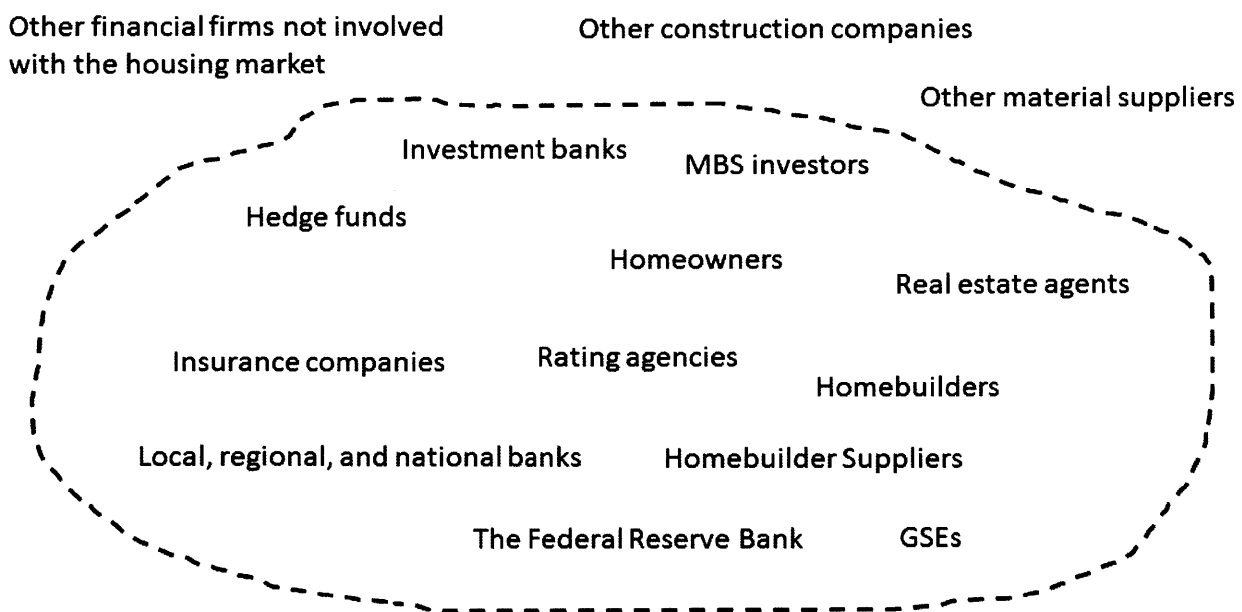 Other financial firms not involved
with the housing market
Other construction companies
Other material suppliers
Investment banks
MBS investors
Hedge funds
Homeowners
Real estate agents
Insurance companies
Rating agencies
Homebuilders
Local, regional, and national banks
Homebuilder Suppliers
The Federal Reserve Bank
GSEs